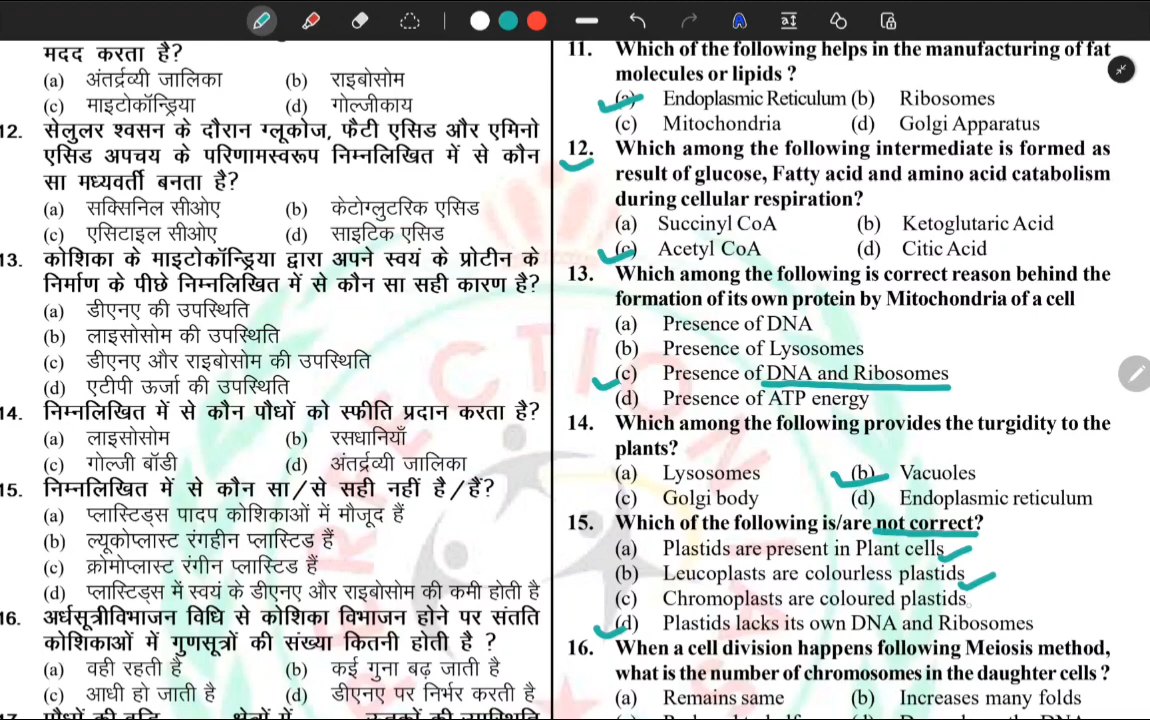 मदद करता है?
(a) अंतर्द्रव्यी जालिका (b) राइबोसोम
(c) माइटोकॉन्ड्रिया (d) गोल्जीकाय
12. सेलुलर श्वसन के दौरान ग्लूकोज, फैटी एसिड और एमिनो
एसिड अपचय के परिणामस्वरूप निम्नलिखित में से कौन
सा मध्यवर्ती बनता है?
(a) सक्सिनिल सीओए (b) केटोग्लुटरिक एसिड
(c) एसिटाइल सीओए (d) साइटिक एसिड
13. कोशिका के माइटोकॉन्ड्रिया द्वारा अपने स्वयं के प्रोटीन के
निर्माण के पीछे निम्नलिखित में से कौन सा सही कारण है?
(a) डीएनए की उपस्थिति
(b) लाइसोसोम की उपस्थिति
(c) डीएनए और राइबोसोम की उपस्थिति
(d) एटीपी ऊर्जा की उपस्थिति
14. निम्नलिखित में से कौन पौधों को स्फीति प्रदान करता है?
(a) लाइसोसोम (b) रसधानियाँ
(c) गोल्जी बॉडी (d) अंतर्द्रव्यी जालिका
15. निम्नलिखित में से कौन सा/से सही नहीं है/हैं?
(a) प्लास्टिड्स पादप कोशिकाओं में मौजूद हैं
(b) ल्यूकोप्लास्ट रंगहीन प्लास्टिड हैं
(c) क्रोमोप्लास्ट रंगीन प्लास्टिड हैं
(d) प्लास्टिड्स में स्वयं के डीएनए और राइबोसोम की कमी होती है
16. अर्धसूत्रीविभाजन विधि से कोशिका विभाजन होने पर संतति
कोशिकाओं में गुणसूत्रों की संख्या कितनी होती है ?
(a) वही रहती है (b) कई गुना बढ़ जाती है
(c) आधी हो जाती है (d) डीएनए पर निर्भर करती है
11. Which of the following helps in the manufacturing of fat
molecules or lipids ?
(a) Endoplasmic Reticulum (b) Ribosomes
(c) Mitochondria (d) Golgi Apparatus
12. Which among the following intermediate is formed as
result of glucose, Fatty acid and amino acid catabolism
during cellular respiration?
(a) Succinyl CoA (b) Ketoglutaric Acid
(c) Acetyl CoA (d) Citic Acid
13. Which among the following is correct reason behind the
formation of its own protein by Mitochondria of a cell
(a) Presence of DNA
(b) Presence of Lysosomes
(c) Presence of DNA and Ribosomes
(d) Presence of ATP energy
14. Which among the following provides the turgidity to the
plants?
(a) Lysosomes (b) Vacuoles
(c) Golgi body (d) Endoplasmic reticulum
15. Which of the following is/are not correct?
(a) Plastids are present in Plant cells
(b) Leucoplasts are colourless plastids
(c) Chromoplasts are coloured plastids
(d) Plastids lacks its own DNA and Ribosomes
16. When a cell division happens following Meiosis method,
what is the number of chromosomes in the daughter cells ?
(a) Remains same (b) Increases many folds